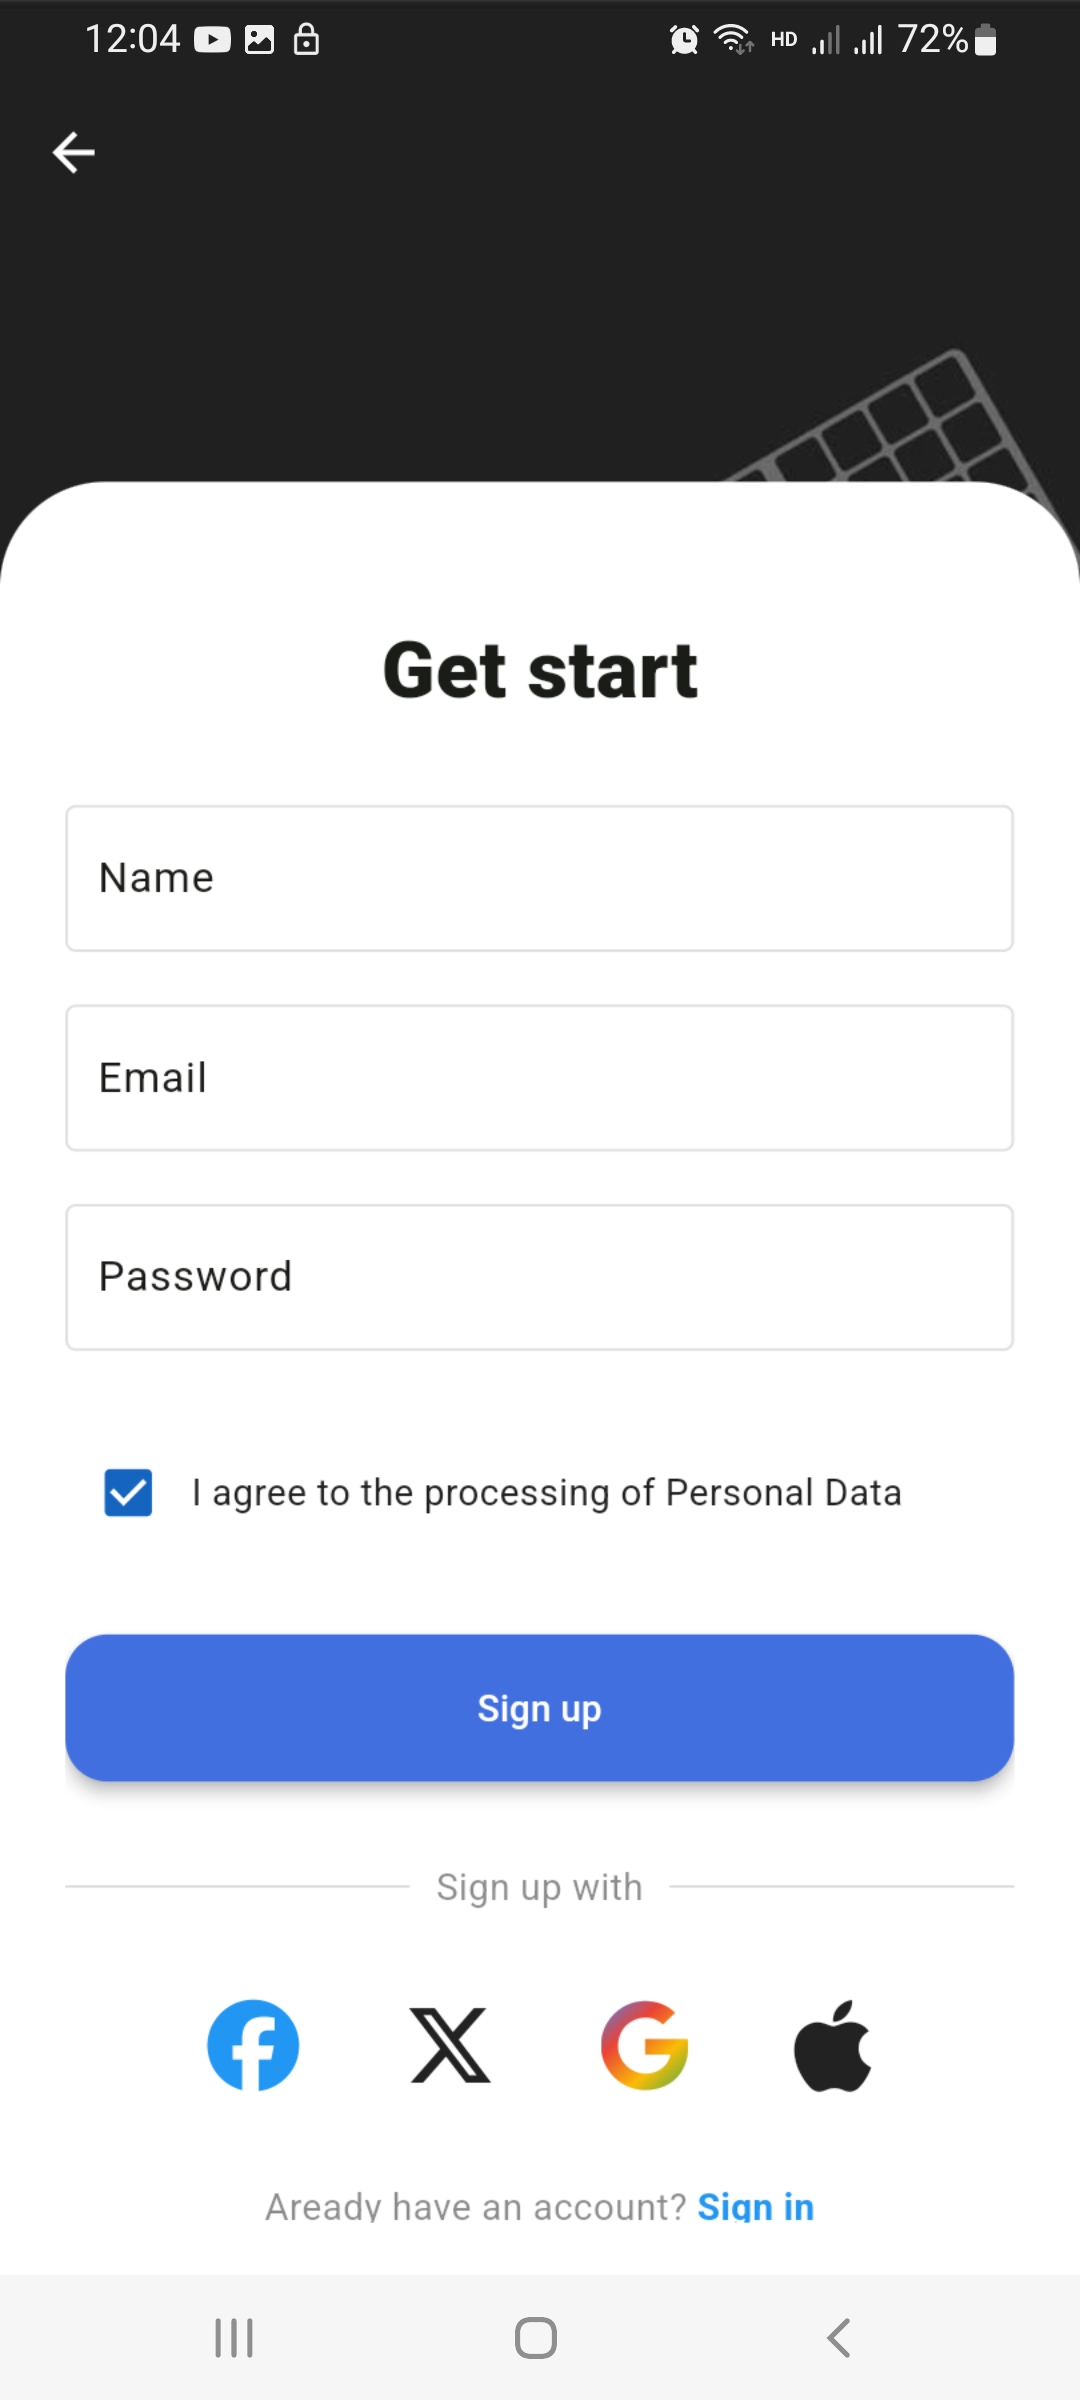 12:04 HD 72%
Get start
Name
Email
Password
I agree to the processing of Personal Data
Sign up
Sign up with
Aready have an account? Sign in